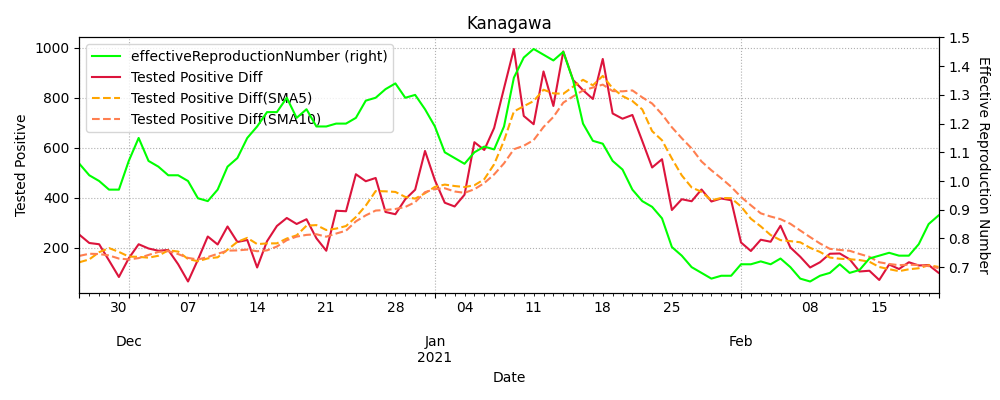 Kanagawa
effectiveReproductionNumber (right)
Tested Positive Diff
Tested Positive Diff(SMA5)
Tested Positive Diff(SMA10)
1000
800
600
400
200
Tested Positive
1.5
1.4
1.3
1.2
1.1
1.0
0.9
0.8
0.7
Effective Reproduction Number
30 07 14 21 28 04 11 18 25 08 15
Dec Jan Feb
2021
Date